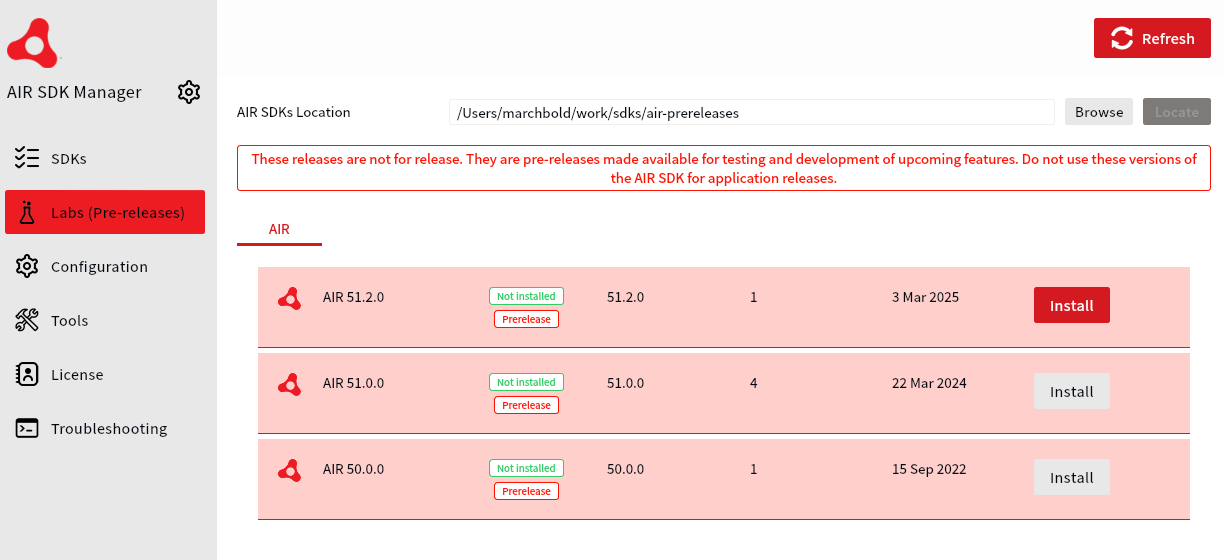 Refresh
AIR SDK Manager
AIR SDKs Location /Users/marchbold/work/sdks/air-prereleases Browse Locate
SDKs
These releases are not for release. They are pre-releases made available for testing and development of upcoming features. Do not use these versions of
the AIR SDK for application releases.
Labs (Pre-releases)
AIR
Configuration
Tools
License
Troubleshooting
AIR 51.2.0 Not installed 51.2.0 1 3 Mar 2025 Install
Prerelease
AIR 51.0.0 Not installed 51.0.0 4 22 Mar 2024 Install
Prerelease
AIR 50.0.0 Not installed 50.0.0 1 15 Sep 2022 Install
Prerelease